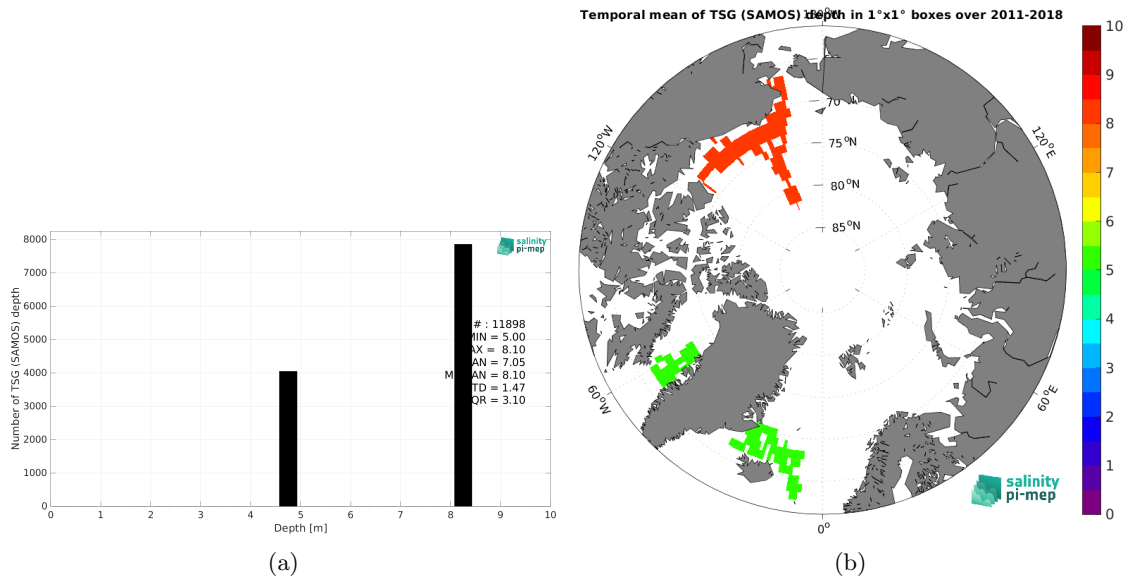 Temporal mean of TSG (SAMOS) depth in 1°x1° boxes over 2011-2018
8000
7000
6000
5000
4000
3000
2000
1000
0
Number of TSG (SAMOS) depth
0 1 2 3 4 5 6 7 8 9 10
Depth [m]
salinity
pi-mep
# : 11898
MIN = 5.00
= 8.10
= 7.05
= 8.10
= 1.47
= 3.10
(a)
180°W
120°W
120°E
70
75°N
80°N
85°N
60°W
60°E
0°
salinity
pi-mep
10
9
8
7
6
5
4
3
2
1
0
(b)